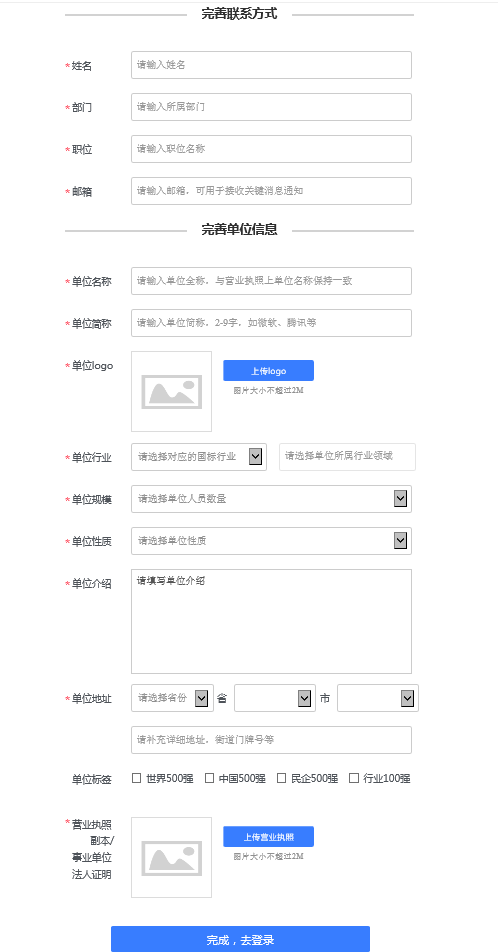 完善联系方式
* 姓名 请输入姓名
* 部门 请输入所属部门
* 职位 请输入职位名称
* 邮箱 请输入邮箱，可用于接收关键消息通知
完善单位信息
* 单位名称 请输入单位全称，与营业执照上单位名称保持一致
* 单位简称 请输入单位简称，2-9字，如微软、腾讯等
* 单位logo 上传logo
图片大小不超过2M
* 单位行业 请选择对应的国标行业 请选择单位所属行业领域
* 单位规模 请选择单位人员数量
* 单位性质 请选择单位性质
* 单位介绍 请填写单位介绍
* 单位地址 请选择省份 省 市
请补充详细地址，街道门牌号等
单位标签 世界500强 中国500强 民企500强 行业100强
* 营业执照 上传营业执照
副本/
事业单位 图片大小不超过2M
法人证明
完成，去登录